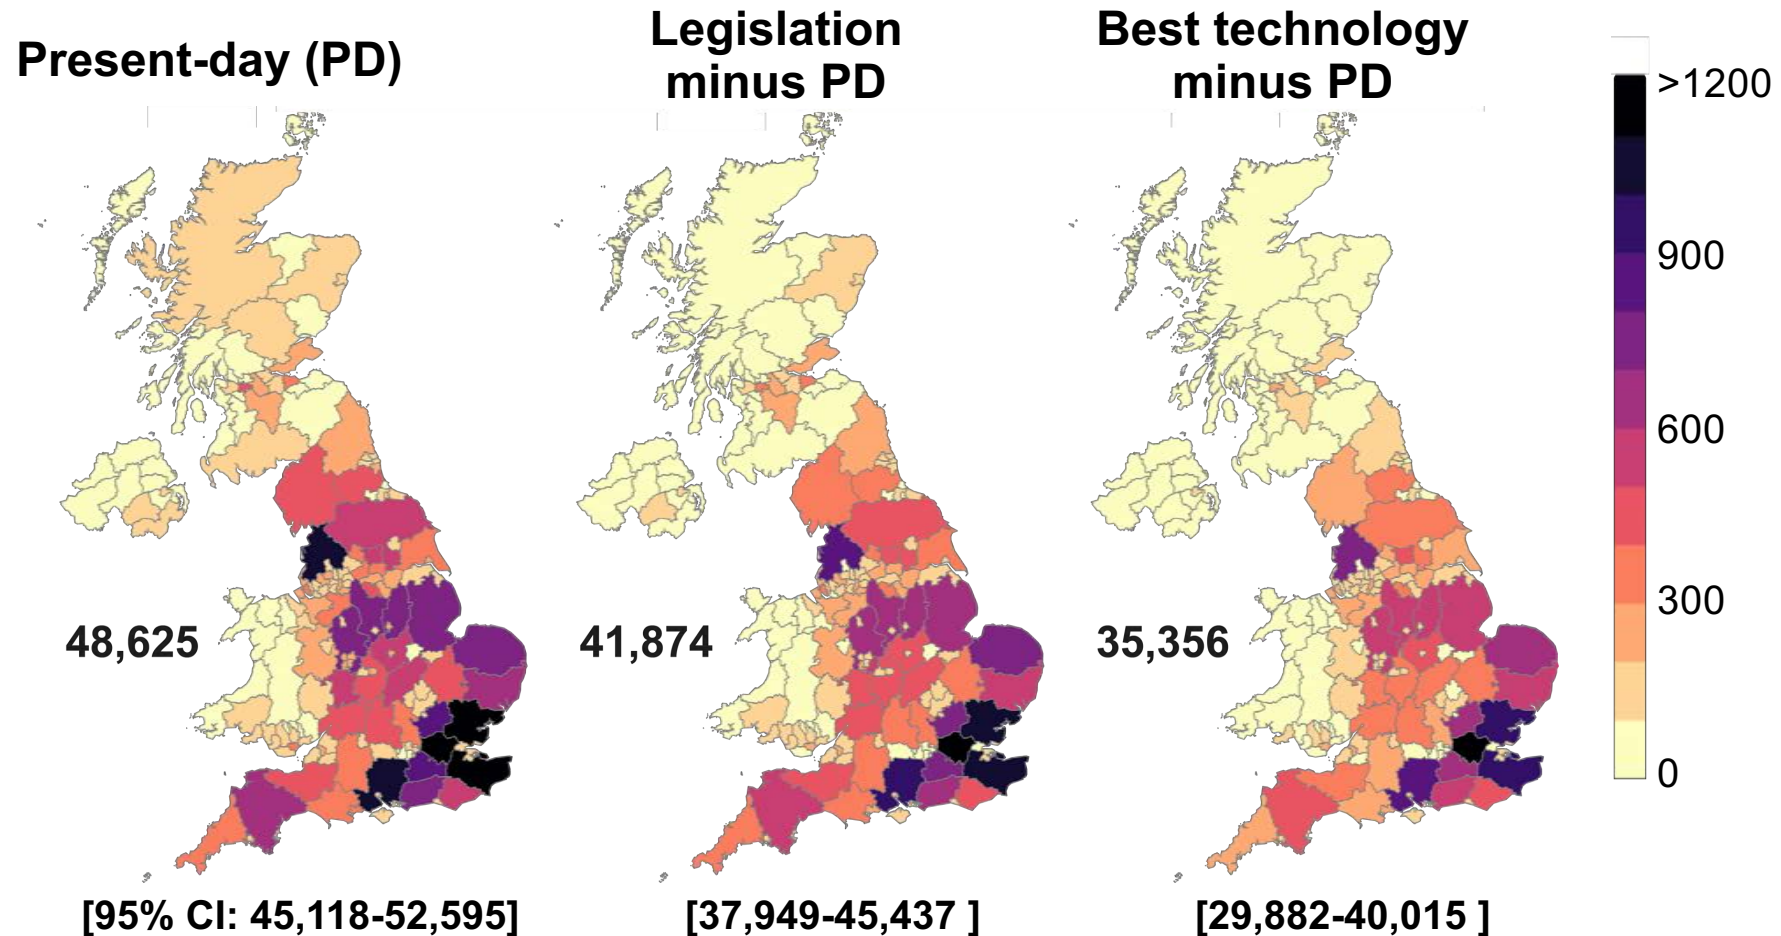 Present-day (PD)
Legislation
minus PD
Best technology
minus PD
>1200
900
600
300
0
48,625
41,874
35,356
[95% CI: 45,118-52,595]
[37,949-45,437 ]
[29,882-40,015 ]